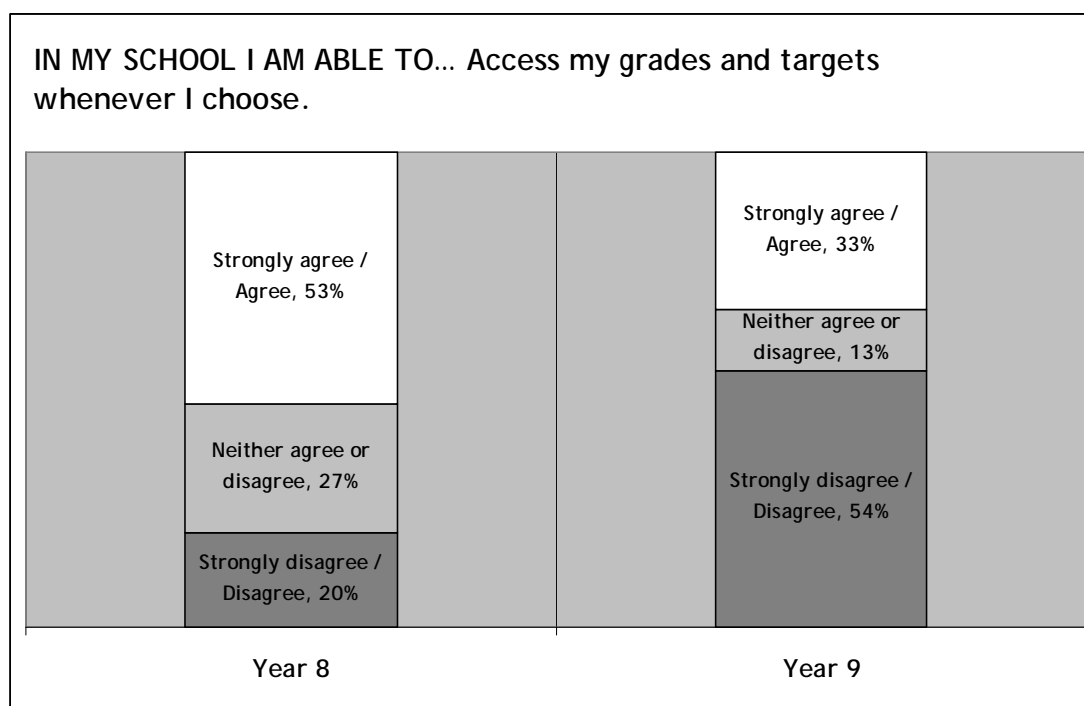 IN MY SCHOOL I AM ABLE TO... Access my grades and targets
whenever I choose.
Strongly agree /
Agree, 53%
Neither agree or
disagree, 27%
Strongly disagree /
Disagree, 20%
Strongly agree /
Agree, 33%
Neither agree or
disagree, 13%
Strongly disagree /
Disagree, 54%
Year 8
Year 9